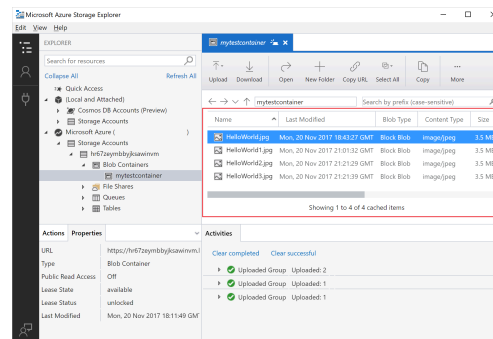 Microsoft Azure Storage Explorer
Edit View Help
EXPLORER
Search for resources
Collapse All Refresh All
Quick Access
(Local and Attached)
Cosmos DB Accounts (Preview)
Storage Accounts
Microsoft Azure ( )
Storage Accounts
hr67zeymbbyjksawinvm
Blob Containers
mytestcontainer
File Shares
Queues
Tables
Actions Properties
URL https://hr67zeymbbyjksawinvm.l
Type Blob Container
Public Read Access Off
Lease State available
Lease Status unlocked
Last Modified Mon, 20 Nov 2017 18:11:49 GMT
mytestcontainer
Upload Download Open New Folder Copy URL Select All Copy More
mytestcontainer Search by prefix (case-sensitive)
Name Last Modified Blob Type Content Type Size
HelloWorld.jpg Mon, 20 Nov 2017 18:43:27 GMT Block Blob image/jpeg 3.5 MB
HelloWorld1.jpg Mon, 20 Nov 2017 21:01:32 GMT Block Blob image/jpeg 3.5 MB
HelloWorld2.jpg Mon, 20 Nov 2017 21:21:29 GMT Block Blob image/jpeg 3.5 MB
HelloWorld3.jpg Mon, 20 Nov 2017 21:21:39 GMT Block Blob image/jpeg 3.5 MB
Showing 1 to 4 of 4 cached items
Activities
Clear completed Clear successful
Uploaded Group Uploaded: 2
Uploaded Group Uploaded: 1
Uploaded Group Uploaded: 1